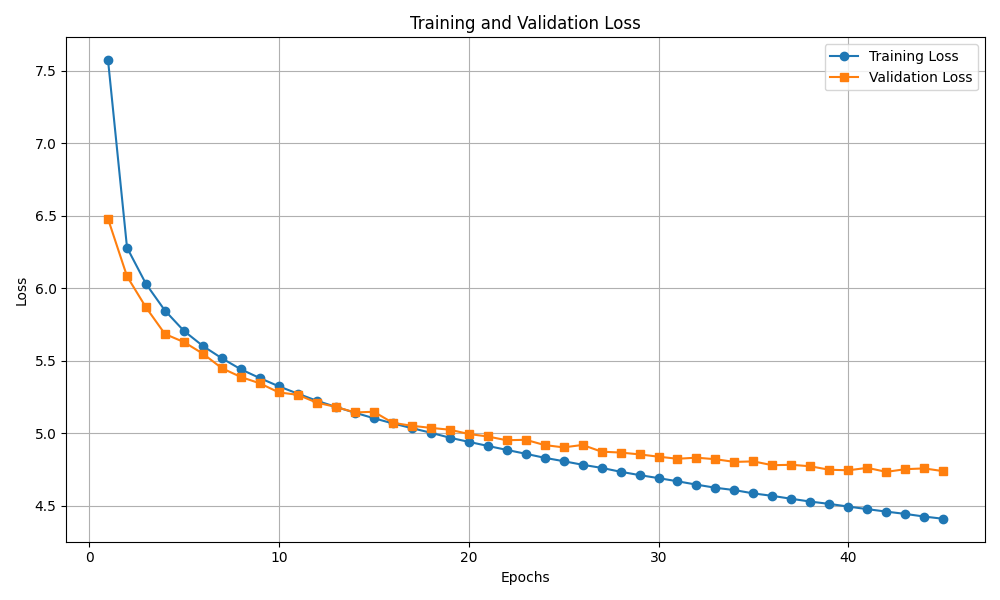 Training and Validation Loss
Training Loss
Validation Loss
7.5
7.0
6.5
6.0
5.5
5.0
4.5
Loss
0 10 20 30 40
Epochs